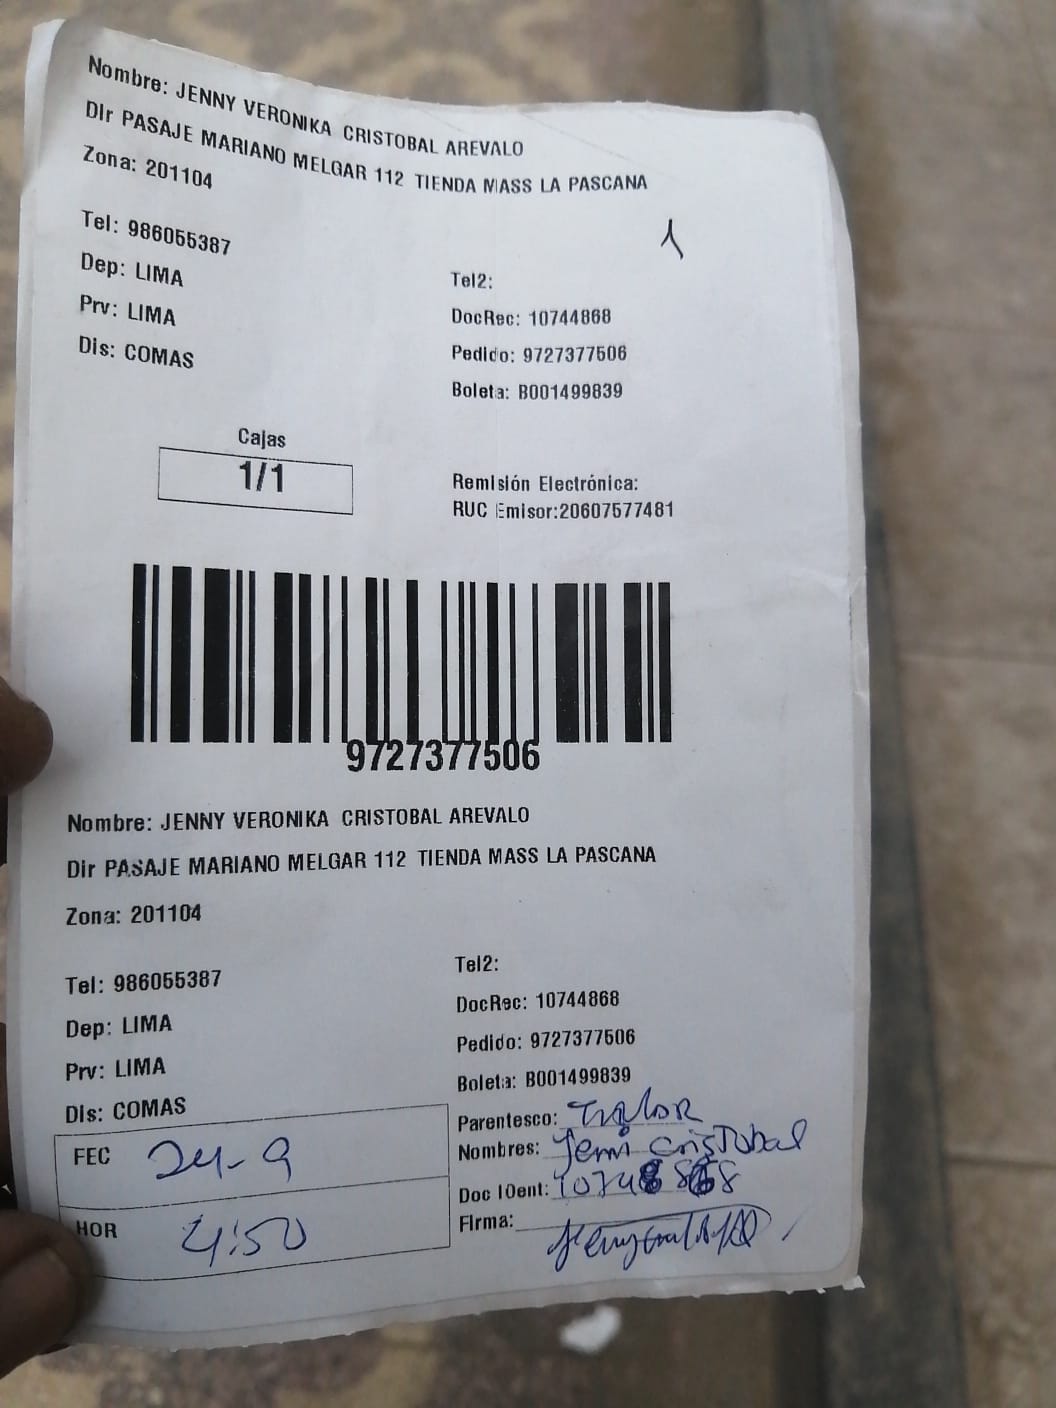 Nombre: JENNY VERONIKA CRISTOBAL AREVALO
Dir PASAJE MARIANO MELGAR 112 TIENDA MASS LA PASCANA
Zona: 201104
Tel: 986055387
Dep: LIMA
Prv: LIMA
Dis: COMAS
Tel2:
DocRec: 10744868
Pedido: 9727377506
Boleta: B001499839
Cajas
1/1
Remisión Electrónica:
RUC Emisor:20607577481
9727377506
Nombre: JENNY VERONIKA CRISTOBAL AREVALO
Dir PASAJE MARIANO MELGAR 112 TIENDA MASS LA PASCANA
Zona: 201104
Tel: 986055387
Dep: LIMA
Prv: LIMA
Dis: COMAS
Tel2:
DocRec: 10744868
Pedido: 9727377506
Boleta: B001499839
Parentesco:
Nombres: Jenni Cristobal
Doc IDent:
Firma:
FEC 24-9
HOR 4:50